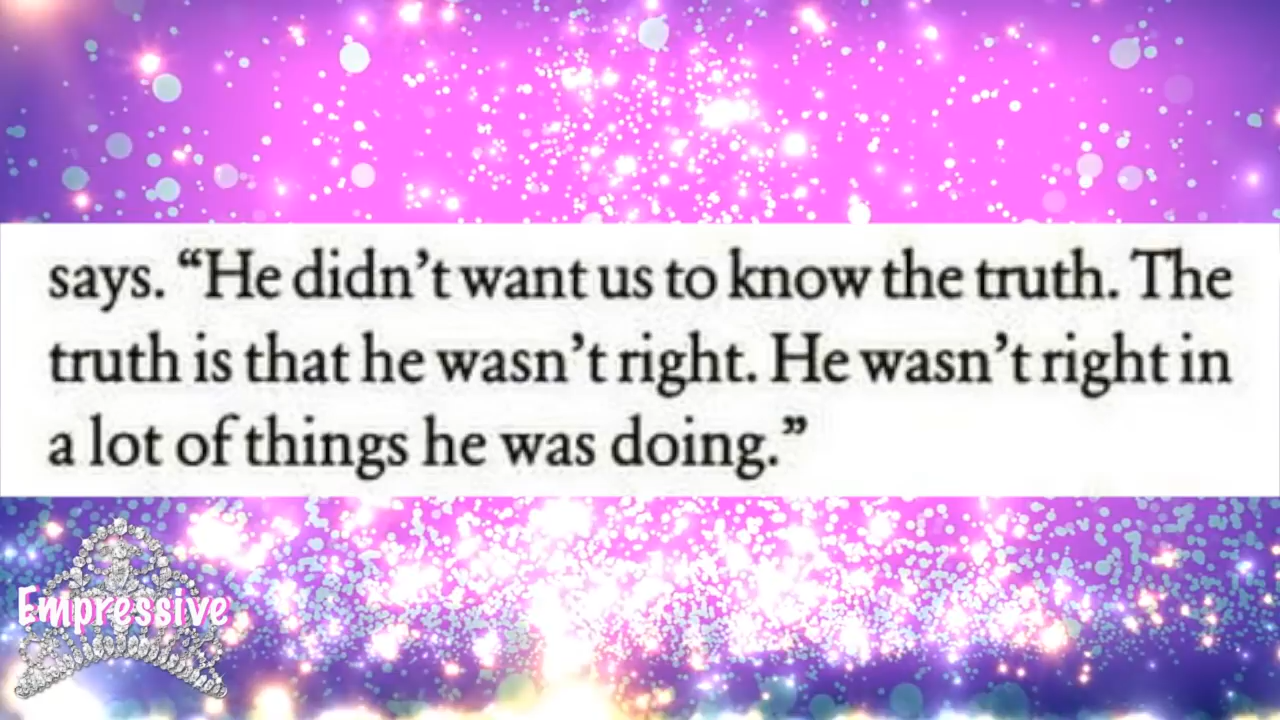 says. “He didn’t want us to know the truth. The
truth is that he wasn’t right. He wasn’t right in
a lot of things he was doing.”
Empressive